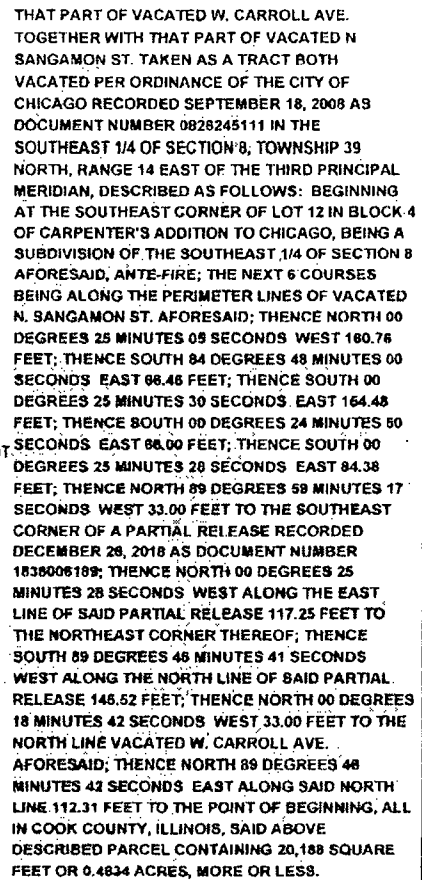 THAT PART OF VACATED W. CARROLL AVE.
TOGETHER WITH THAT PART OF VACATED N
SANGAMON ST. TAKEN AS A TRACT BOTH
VACATED PER ORDINANCE OF THE CITY OF
CHICAGO RECORDED SEPTEMBER 18, 2008 AS
DOCUMENT NUMBER 0826245111 IN THE
SOUTHEAST 1/4 OF SECTION 8, TOWNSHIP 39
NORTH, RANGE 14 EAST OF THE THIRD PRINCIPAL
MERIDIAN, DESCRIBED AS FOLLOWS: BEGINNING
AT THE SOUTHEAST CORNER OF LOT 12 IN BLOCK 4
OF CARPENTER'S ADDITION TO CHICAGO, BEING A
SUBDIVISION OF THE SOUTHEAST 1/4 OF SECTION 8
AFORESAID, ANTE-FIRE; THE NEXT 6 COURSES
BEING ALONG THE PERIMETER LINES OF VACATED
N. SANGAMON ST. AFORESAID; THENCE NORTH 00
DEGREES 25 MINUTES 05 SECONDS WEST 160.76
FEET; THENCE SOUTH 84 DEGREES 48 MINUTES 00
SECONDS EAST 66.46 FEET; THENCE SOUTH 00
DEGREES 25 MINUTES 30 SECONDS EAST 154.48
FEET; THENCE SOUTH 00 DEGREES 24 MINUTES 50
SECONDS EAST 66.00 FEET; THENCE SOUTH 00
DEGREES 25 MINUTES 28 SECONDS EAST 84.38
FEET; THENCE NORTH 89 DEGREES 59 MINUTES 17
SECONDS WEST 33.00 FEET TO THE SOUTHEAST
CORNER OF A PARTIAL RELEASE RECORDED
DECEMBER 26, 2018 AS DOCUMENT NUMBER
1836006189; THENCE NORTH 00 DEGREES 25
MINUTES 28 SECONDS WEST ALONG THE EAST
LINE OF SAID PARTIAL RELEASE 117.25 FEET TO
THE NORTHEAST CORNER THEREOF; THENCE
SOUTH 89 DEGREES 46 MINUTES 41 SECONDS
WEST ALONG THE NORTH LINE OF SAID PARTIAL
RELEASE 145.52 FEET; THENCE NORTH 00 DEGREES
18 MINUTES 42 SECONDS WEST 33.00 FEET TO THE
NORTH LINE VACATED W. CARROLL AVE.
AFORESAID; THENCE NORTH 89 DEGREES 46
MINUTES 42 SECONDS EAST ALONG SAID NORTH
LINE 112.31 FEET TO THE POINT OF BEGINNING, ALL
IN COOK COUNTY, ILLINOIS, SAID ABOVE
DESCRIBED PARCEL CONTAINING 20,188 SQUARE
FEET OR 0.4634 ACRES, MORE OR LESS.